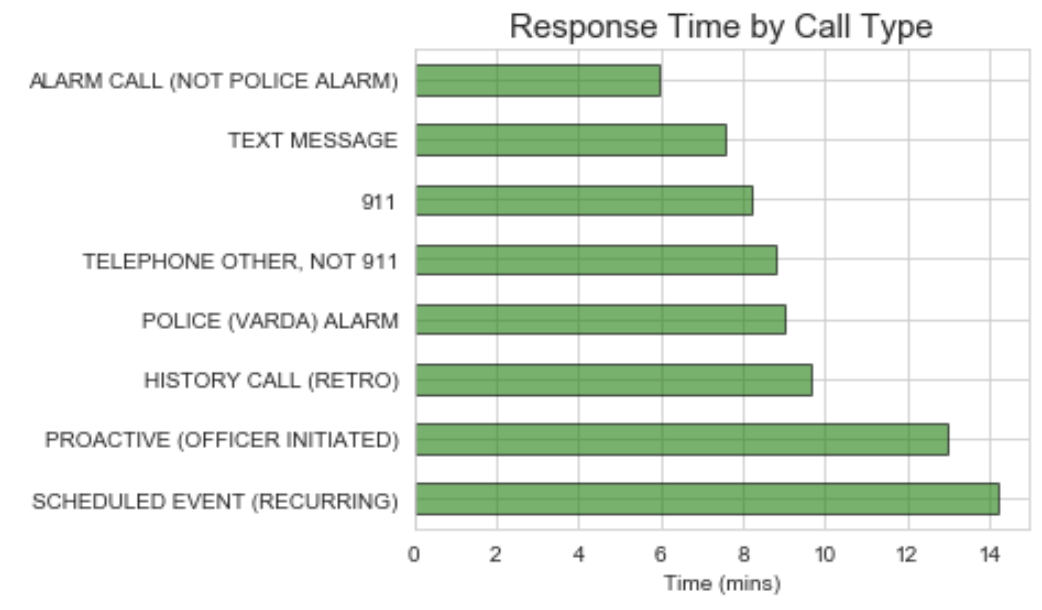 Response Time by Call Type
ALARM CALL (NOT POLICE ALARM)
TEXT MESSAGE
911
TELEPHONE OTHER, NOT 911
POLICE (VARDA) ALARM
HISTORY CALL (RETRO)
PROACTIVE (OFFICER INITIATED)
SCHEDULED EVENT (RECURRING)
0 2 4 6 8 10 12 14
Time (mins)